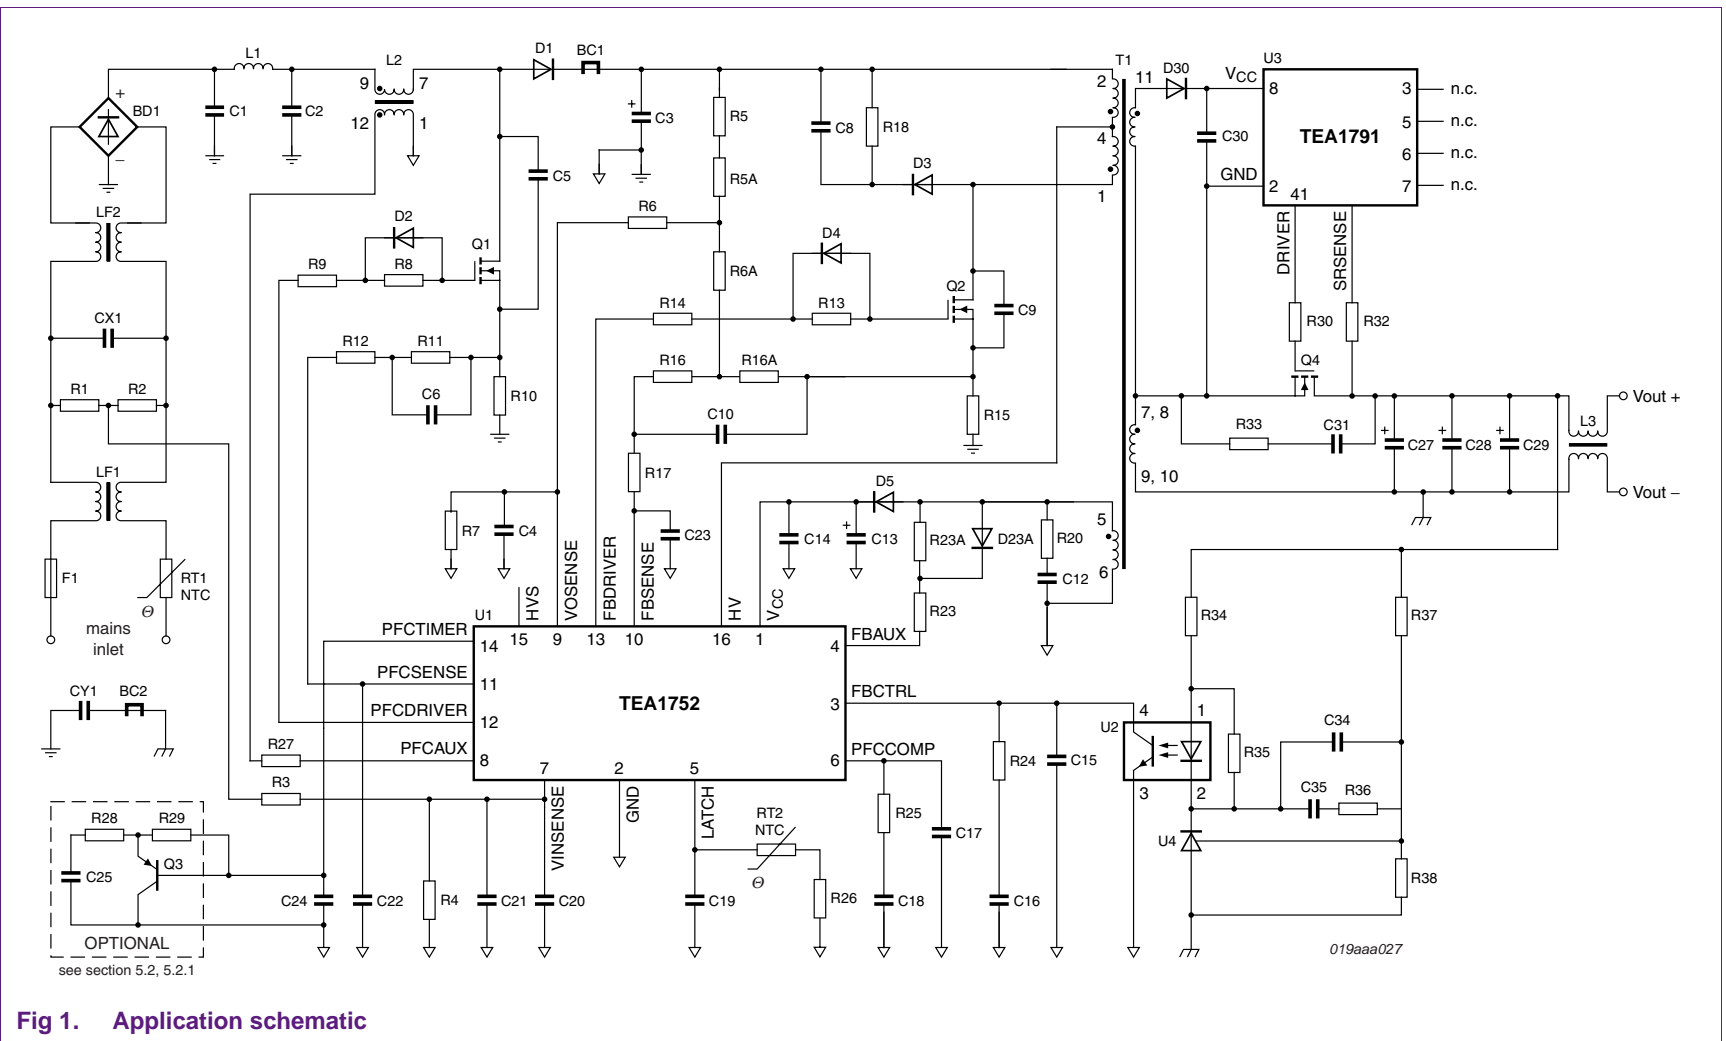 L1
L2
D1
BC1
T1
D30
U3
VCC
9
7
2
11
8
3
n.c.
+
BD1
C1
C2
12
1
+
C3
R5
C8
R18
4
C30
TEA1791
5
n.c.
6
n.c.
−
C5
R5A
D3
1
GND
2
41
7
n.c.
LF2
D2
R6
D4
DRIVER
SRSENSE
Q1
R9
R8
R6A
Q2
R14
R13
C9
R30
R32
CX1
R12
R11
R16
R16A
Q4
R1
R2
C6
R10
C10
R15
7, 8
Vout +
R33
C31
+
C27
+
C28
+
C29
L3
LF1
R17
9, 10
Vout −
D5
R7
C4
C23
C14
+
C13
R23A
D23A
R20
5
F1
RT1
NTC
Θ
HVS
VOSENSE
FBDRIVER
FBSENSE
HV
VCC
C12
6
R23
R34
R37
mains
inlet
U1
PFCTIMER
14
15
9
13
10
16
1
4
FBAUX
PFCSENSE
11
TEA1752
3
FBCTRL
CY1
BC2
PFCDRIVER
12
4
1
U2
C34
R27
PFCAUX
8
7
2
5
6
PFCCOMP
R24
C15
R35
3
2
C35
R36
R3
VINSENSE
GND
LATCH
RT2
NTC
Θ
R25
C17
R28
R29
U4
Q3
C25
C24
C22
R4
C21
C20
C19
R26
C18
C16
R38
OPTIONAL
see section 5.2, 5.2.1
019aaa027
Fig 1. Application schematic